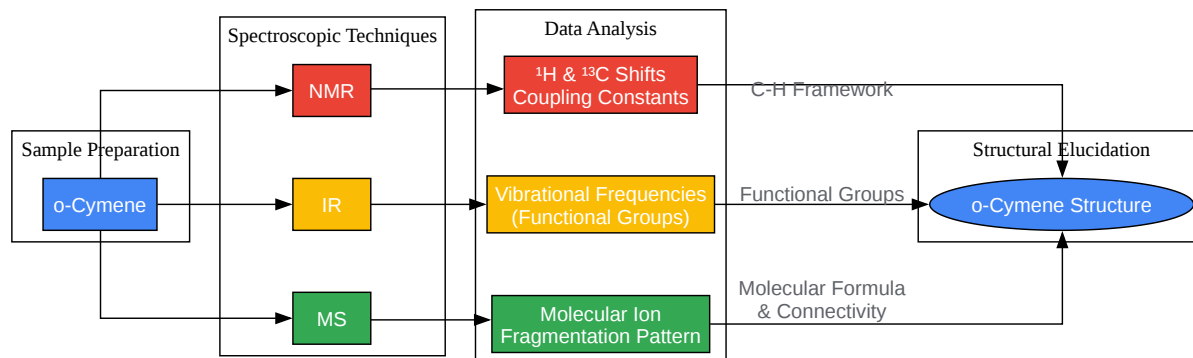 Spectroscopic Techniques
Data Analysis
NMR
¹H & ¹³C Shifts
Coupling Constants
C-H Framework
Sample Preparation
Structural Elucidation
o-Cymene
IR
Vibrational Frequencies
(Functional Groups)
Functional Groups
o-Cymene Structure
MS
Molecular Ion
Fragmentation Pattern
Molecular Formula
& Connectivity